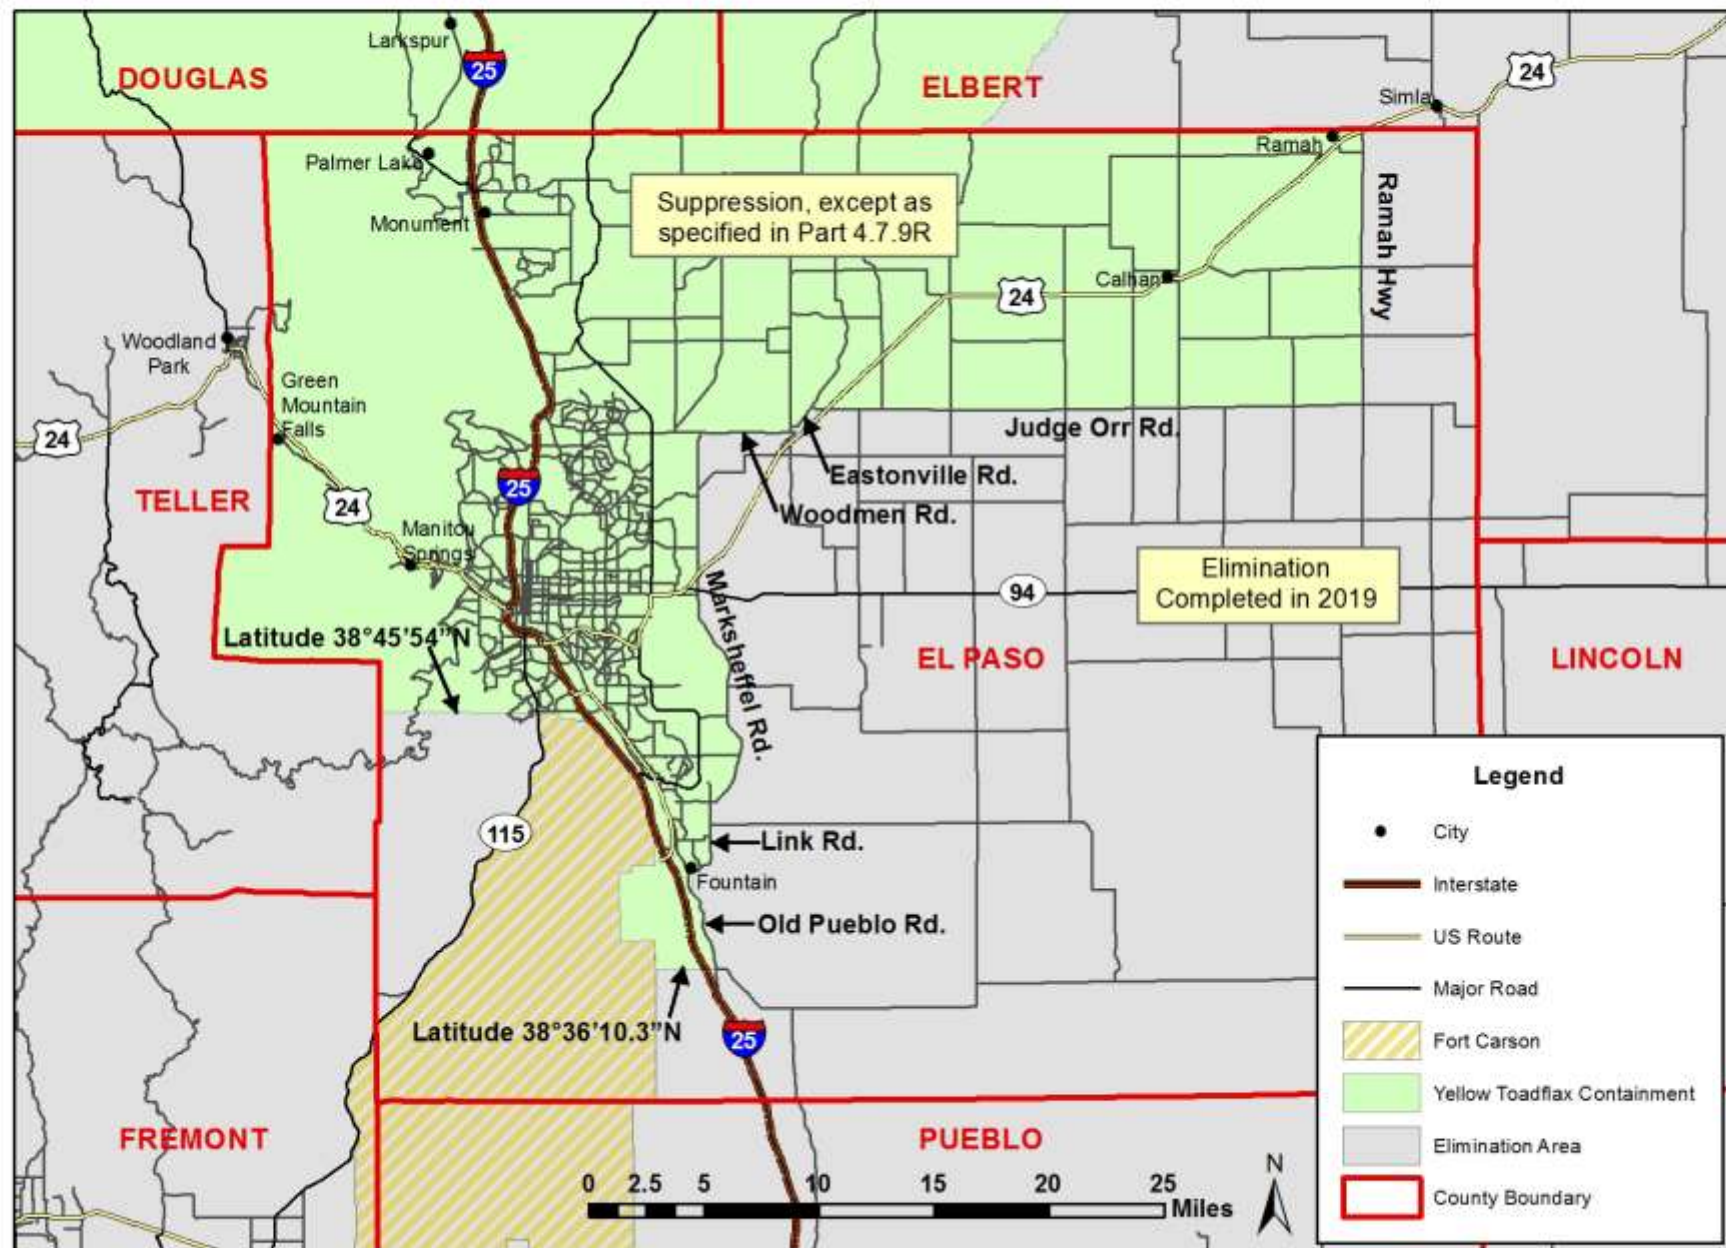 Larkspur
25
DOUGLAS
ELBERT
24
Simla
Palmer Lake
Ramah
Ramah Hwy
Suppression, except as
specified in Part 4.7.9R
Monument
Calhan
24
Woodland
Park
Green
Mountain
Falls
24
Judge Orr Rd.
Eastonville Rd.
Woodmen Rd.
25
TELLER
24
Manitou
Springs
Marksheffel Rd.
94
Elimination
Completed in 2019
Latitude 38°45'54"N
EL PASO
LINCOLN
115
Link Rd.
Fountain
Old Pueblo Rd.
Latitude 38°36'10.3"N
25
FREMONT
PUEBLO
0 2.5 5 10 15 20 25
Miles
N
Legend
City
Interstate
US Route
Major Road
Fort Carson
Yellow Toadflax Containment
Elimination Area
County Boundary